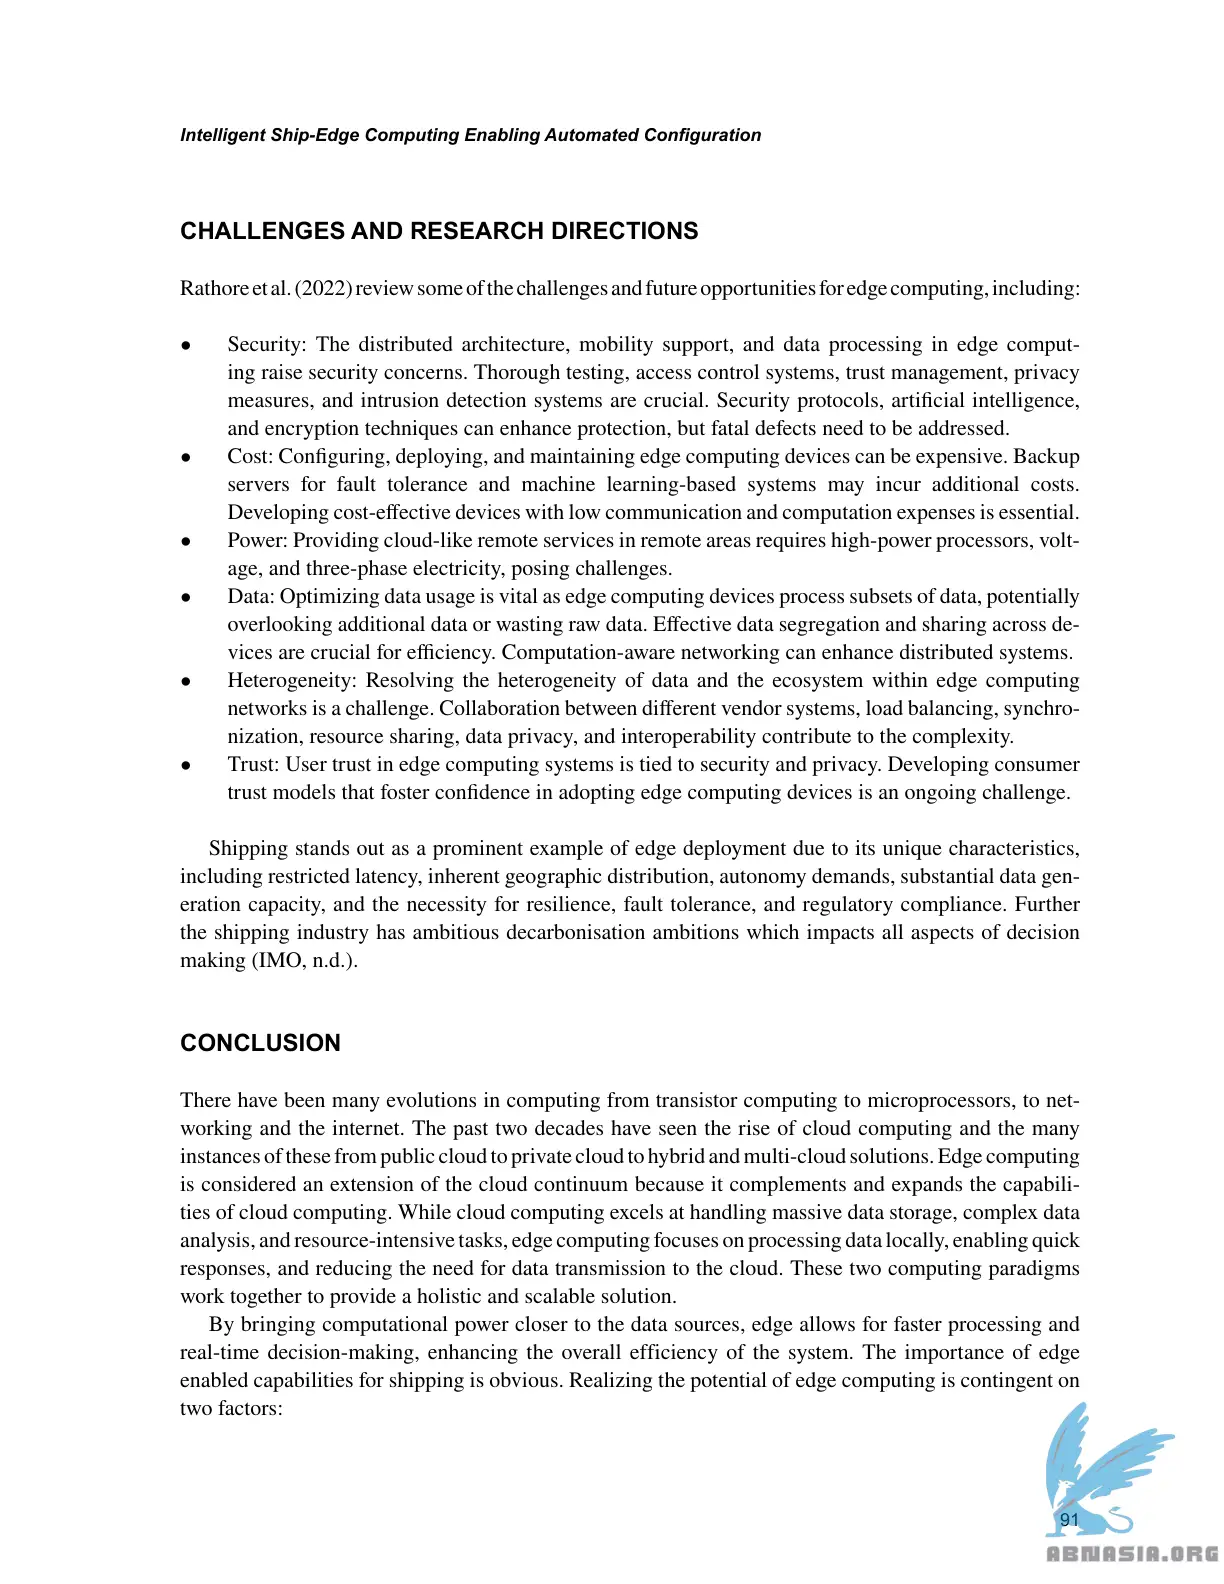 Intelligent Ship-Edge Computing Enabling Automated Configuration
CHALLENGES AND RESEARCH DIRECTIONS
Rathore et al. (2022) review some of the challenges and future opportunities for edge computing, including:
● Security: The distributed architecture, mobility support, and data processing in edge comput-
ing raise security concerns. Thorough testing, access control systems, trust management, privacy
measures, and intrusion detection systems are crucial. Security protocols, artificial intelligence,
and encryption techniques can enhance protection, but fatal defects need to be addressed.
● Cost: Configuring, deploying, and maintaining edge computing devices can be expensive. Backup
servers for fault tolerance and machine learning-based systems may incur additional costs.
Developing cost-effective devices with low communication and computation expenses is essential.
● Power: Providing cloud-like remote services in remote areas requires high-power processors, volt-
age, and three-phase electricity, posing challenges.
● Data: Optimizing data usage is vital as edge computing devices process subsets of data, potentially
overlooking additional data or wasting raw data. Effective data segregation and sharing across de-
vices are crucial for efficiency. Computation-aware networking can enhance distributed systems.
● Heterogeneity: Resolving the heterogeneity of data and the ecosystem within edge computing
networks is a challenge. Collaboration between different vendor systems, load balancing, synchro-
nization, resource sharing, data privacy, and interoperability contribute to the complexity.
● Trust: User trust in edge computing systems is tied to security and privacy. Developing consumer
trust models that foster confidence in adopting edge computing devices is an ongoing challenge.
Shipping stands out as a prominent example of edge deployment due to its unique characteristics,
including restricted latency, inherent geographic distribution, autonomy demands, substantial data gen-
eration capacity, and the necessity for resilience, fault tolerance, and regulatory compliance. Further
the shipping industry has ambitious decarbonisation ambitions which impacts all aspects of decision
making (IMO, n.d.).
CONCLUSION
There have been many evolutions in computing from transistor computing to microprocessors, to net-
working and the internet. The past two decades have seen the rise of cloud computing and the many
instances of these from public cloud to private cloud to hybrid and multi-cloud solutions. Edge computing
is considered an extension of the cloud continuum because it complements and expands the capabili-
ties of cloud computing. While cloud computing excels at handling massive data storage, complex data
analysis, and resource-intensive tasks, edge computing focuses on processing data locally, enabling quick
responses, and reducing the need for data transmission to the cloud. These two computing paradigms
work together to provide a holistic and scalable solution.
By bringing computational power closer to the data sources, edge allows for faster processing and
real-time decision-making, enhancing the overall efficiency of the system. The importance of edge
enabled capabilities for shipping is obvious. Realizing the potential of edge computing is contingent on
two factors:
91
ABNASIA.ORG